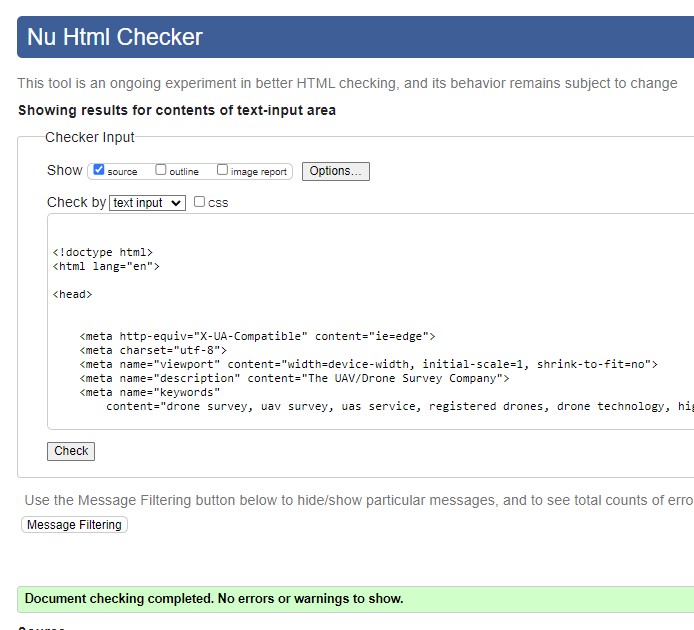 Nu Html Checker
This tool is an ongoing experiment in better HTML checking, and its behavior remains subject to change
Showing results for contents of text-input area
Checker Input
Show source outline image report Options...
Check by text input css
<!doctype html>
<html lang="en">
<head>
<meta http-equiv="X-UA-Compatible" content="ie=edge">
<meta charset="utf-8">
<meta name="viewport" content="width=device-width, initial-scale=1, shrink-to-fit=no">
<meta name="description" content="The UAV/Drone Survey Company">
<meta name="keywords"
content="drone survey, uav survey, uas service, registered drones, drone technology,
Check
Use the Message Filtering button below to hide/show particular messages, and to see total counts of
Message Filtering
Document checking completed. No errors or warnings to show.